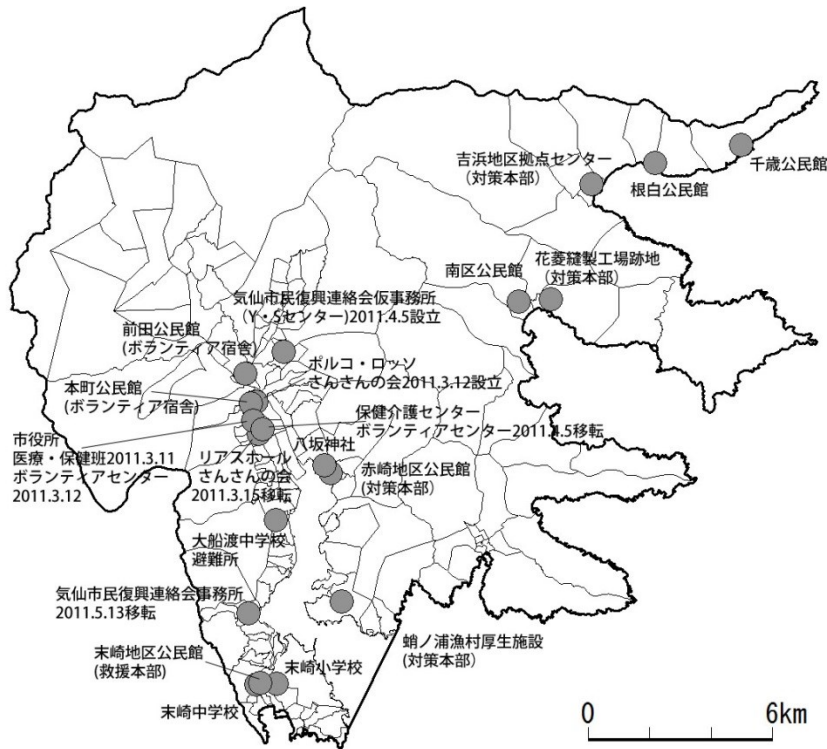 吉浜地区拠点センター
(対策本部)
根白公民館
千歳公民館
南区公民館
花菱縫製工場跡地
(対策本部)
気仙市民復興連絡会仮事務所
(Y・Sセンター)2011.4.5設立
前田公民館
(ボランティア宿舎)
ポルコ・ロッソ
さんさんの会2011.3.12設立
本町公民館
(ボランティア宿舎)
保健介護センター
ボランティアセンター2011.4.5移転
市役所
医療・保健班2011.3.11
ボランティアセンター
2011.3.12
リアスホール
さんさんの会
2011.3.15移転
八坂神社
赤崎地区公民館
(対策本部)
大船渡中学校
避難所
気仙市民復興連絡会事務所
2011.5.13移転
蛸ノ浦漁村厚生施設
(対策本部)
末崎地区公民館
(救援本部)
末崎小学校
末崎中学校
0 6km